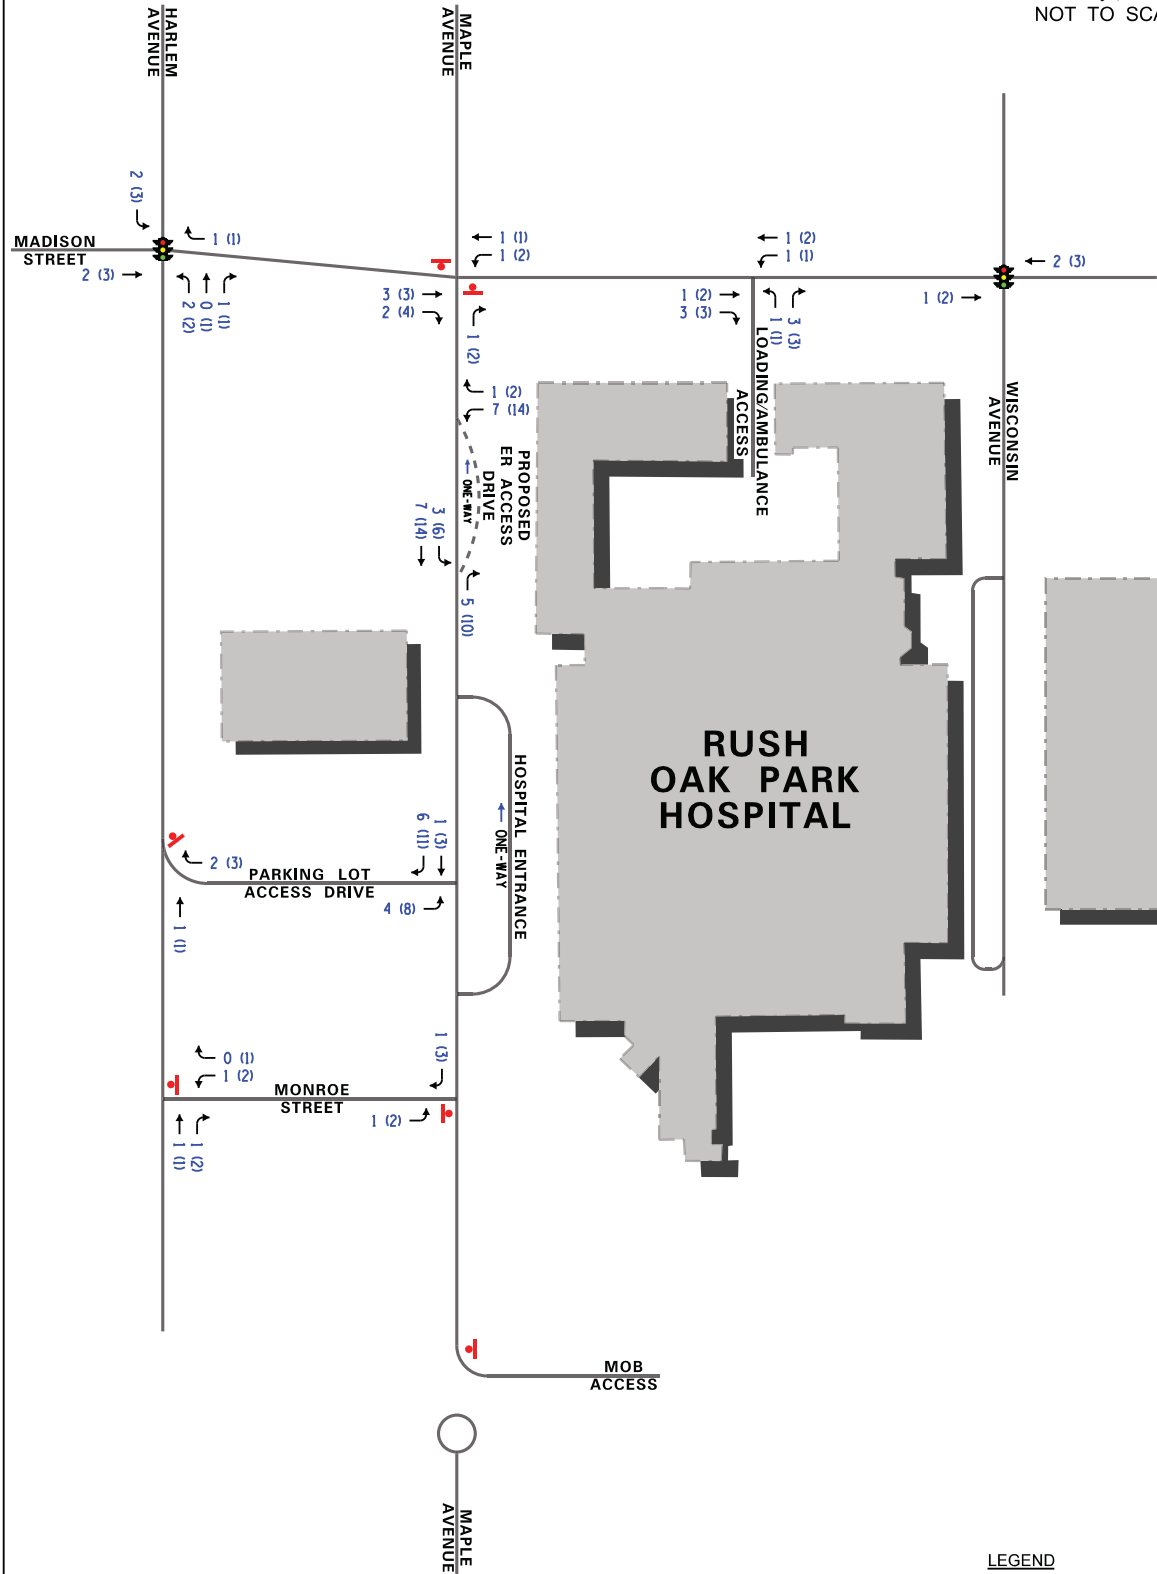 NOT TO SCA
HARLEM
AVENUE
MAPLE
AVENUE
2 (3)
1 (1)
MADISON
STREET
2 (3)
2 (2)
0 (1)
1 (1)
1 (1)
1 (2)
3 (3)
2 (4)
1 (2)
1 (2)
1 (1)
1 (2)
3 (3)
1 (1)
3 (3)
2 (3)
1 (2)
LOADING/AMBULANCE
ACCESS
WISCONSIN
AVENUE
1 (2)
7 (14)
PROPOSED
ER ACCESS
DRIVE
ONE-WAY
3 (6)
7 (14)
5 (10)
RUSH
OAK PARK
HOSPITAL
HOSPITAL ENTRANCE
ONE-WAY
1 (3)
6 (11)
2 (3)
PARKING LOT
ACCESS DRIVE
4 (8)
1 (1)
1 (3)
0 (1)
1 (2)
MONROE
STREET
1 (2)
1 (1)
1 (2)
MOB
ACCESS
MAPLE
AVENUE
LEGEND